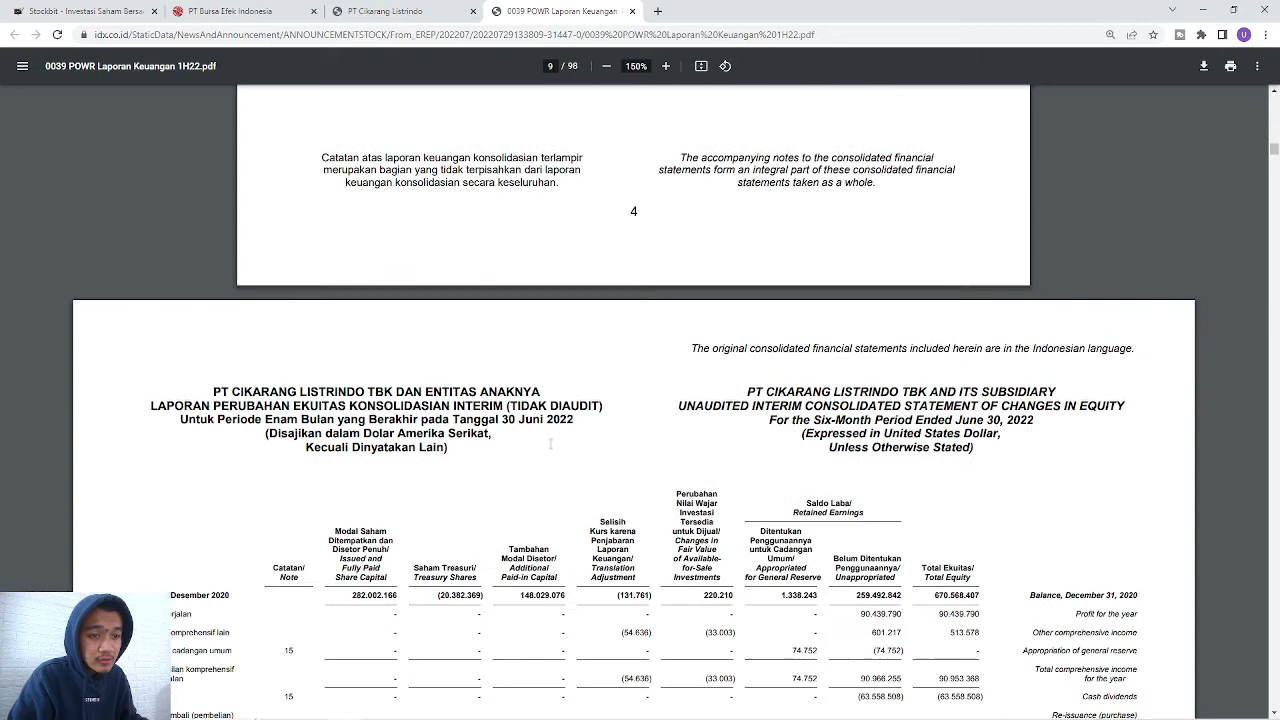 Stockbit - Investasi Saham Bersa
PT Bursa Efek Indonesia
PT Cikarang Listrindo
0039 POWR Laporan Keuangan
idx.co.id/StaticData/NewsAndAnnouncement/ANNOUNCEMENTSTOCK/From_EREP/202207/20220729133809-31447-0/0039%20POWR%20Laporan%20Keuangan%201H22.pdf
U
0039 POWR Laporan Keuangan 1H22.pdf
9 / 98
150%
Catatan atas laporan keuangan konsolidasian terlampir
merupakan bagian yang tidak terpisahkan dari laporan
keuangan konsolidasian secara keseluruhan.
The accompanying notes to the consolidated financial
statements form an integral part of these consolidated financial
statements taken as a whole.
4
The original consolidated financial statements included herein are in the Indonesian language.
PT CIKARANG LISTRINDO TBK DAN ENTITAS ANAKNYA
LAPORAN PERUBAHAN EKUITAS KONSOLIDASIAN INTERIM (TIDAK DIAUDIT)
Untuk Periode Enam Bulan yang Berakhir pada Tanggal 30 Juni 2022
(Disajikan dalam Dolar Amerika Serikat,
Kecuali Dinyatakan Lain)
PT CIKARANG LISTRINDO TBK AND ITS SUBSIDIARY
UNAUDITED INTERIM CONSOLIDATED STATEMENT OF CHANGES IN EQUITY
For the Six-Month Period Ended June 30, 2022
(Expressed in United States Dollar,
Unless Otherwise Stated)
Catatan/
Note
Modal Saham
Ditempatkan dan
Disetor Penuh/
Issued and
Fully Paid
Share Capital
Saham Treasuri/
Treasury Shares
Tambahan
Modal Disetor/
Additional
Paid-in Capital
Selisih
Kurs karena
Penjabaran
Laporan
Keuangan/
Translation
Adjustment
Perubahan
Nilai Wajar
Investasi
Tersedia
untuk Dijual/
Changes in
Fair Value
of Available-
for-Sale
Investments
Saldo Laba/
Retained Earnings
Ditentukan
Penggunaannya
untuk Cadangan
Umum/
Appropriated
for General Reserve
Belum Ditentukan
Penggunaannya/
Unappropriated
Total Ekuitas/
Total Equity
Desember 2020 282.002.166 (20.382.369) 148.029.076 (131.761) 220.210 1.338.243 259.492.842 670.568.407 Balance, December 31, 2020
erjalan - - - - - - 90.439.790 90.439.790 Profit for the year
omprehensif lain - - - (54.636) (33.003) - 601.217 513.578 Other comprehensive income
cadangan umum 15 - - - - - 74.752 (74.752) - Appropriation of general reserve
ilan komprehensif
alan - - - (54.636) (33.003) 74.752 90.966.255 90.953.368 Total comprehensive income
for the year
15 - - - - - - (63.558.508) (63.558.508) Cash dividends
mbali (pembelian) Re-issuance (purchase)